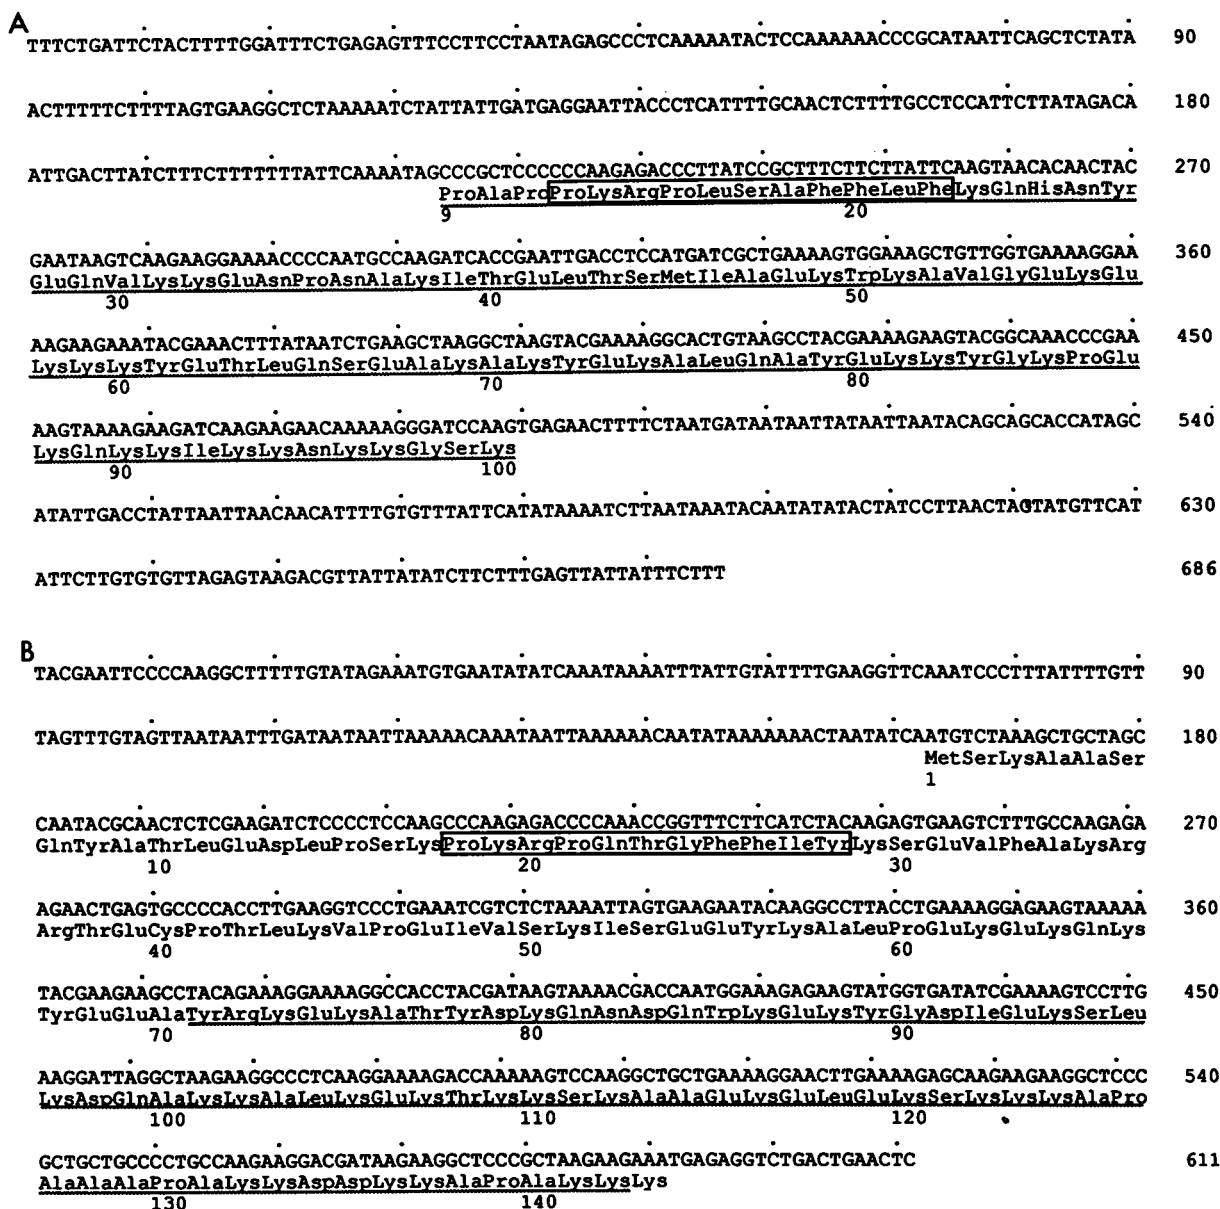 A
TTTCTGATTCTACTTTTGGATTTCTGAGAGTTTCCTTCCTAATAGAGCCCTCAAAAATACTCCAAAAAACCCGCATAATTCAGCTCTATA 90
ACTTTTTCTTTTAGTGAAGGCTCTAAAAATCTATTATTGATGAGGAATTACCCTCATTTTGCAACTCTTTTGCCTCCATTCTTATAGACA 180
ATTGACTTATCTTTCTTTTTTTATTCAAAATAGCCCGCTCCCCCCAAGAGACCCTTATCCGCTTTCTTCTTATTCAAGTAACACAACTAC 270
ProAlaProProLysArgProLeuSerAlaPhePheLeuPheLysGlnHisAsnTyr
9 20
GAATAAGTCAAGAAGGAAAACCCCAATGCCAAGATCACCGAATTGACCTCCATGATCGCTGAAAAGTGGAAAGCTGTTGGTGAAAAGGAA 360
GluGlnValLysLysGluAsnProAsnAlaLysIleThrGluLeuThrSerMetIleAlaGluLysTrpLysAlaValGlyGluLysGlu
30 40 50
AAGAAGAAATACGAAACTTTATAATCTGAAGCTAAGGCTAAGTACGAAAAGGCACTGTAAGCCTACGAAAAGAAGTACGGCAAACCCGAA 450
LysLysLysTyrGluThrLeuGlnSerGluAlaLysAlaLysTyrGluLysAlaLeuGlnAlaTyrGluLysLysTyrGlyLysProGlu
60 70 80
AAGTAAAAGAAGATCAAGAAGAACAAAAAGGGATCCAAGTGAGAACTTTTCTAATGATAATTATAATTAATACAGCAGCACCATAGC 540
LysGlnLysLysIleLysLysAsnLysLysGlySerLys
90 100
ATATTGACCTATTAATTAACAACATTTTGTGTTTATTCATATAAAATCTTAATAAATACAATATATACTATCCTTAACTAGTATGTTCAT 630
ATTCTTGTGTGTTAGAGTAAGACGTTATTATATCTTCTTTGAGTTATTATTTCTTT 686
B
TACGAATTCCCCAAGGCTTTTTGTATAGAAATGTGAATATATCAAATAAAATTTATTGTATTTTGAAGGTTCAAATCCCTTTATTTTGTT 90
TAGTTTGTAGTTAATAATTTGATAATAATTAAAAACAAATAATTAAAAAACAATATAAAAAAACTAATATCAATGTCTAAAGCTGCTAGC 180
MetSerLysAlaAlaSer
1
CAATACGCAACTCTCGAAGATCTCCCCTCCAAGCCCAAGAGACCCCAAACCGGTTTCTTCATCTACAAGAGTGAAGTCTTTGCCAAGAGA 270
GlnTyrAlaThrLeuGluAspLeuProSerLysProLysArgProGlnThrGlyPhePheIleTyrLysSerGluValPheAlaLysArg
10 20 30
AGAACTGAGTGCCCCACCTTGAAGGTCCCTGAAATCGTCTCTAAAATTAGTGAAGAATACAAGGCCTTACCTGAAAAGGAGAAGTAAAAA 360
ArgThrGluCysProThrLeuLysValProGluIleValSerLysIleSerGluGluTyrLysAlaLeuProGluLysGluLysGlnLys
40 50 60
TACGAAGAAGCCTACAGAAAGGAAAAGGCCACCTACGATAAGTAAAACGACCAATGGAAAGAGAAGTATGGTGATATCGAAAAGTCCTTG 450
TyrGluGluAlaTyrArgLysGluLysAlaThrTyrAspLysGlnAsnAspGlnTrpLysGluLysTyrGlyAspIleGluLysSerLeu
70 80 90
AAGGATTAGGCTAAGAAGGCCCTCAAGGAAAAGACCAAAAAGTCCAAGGCTGCTGAAAAGGAACTTGAAAAGAGCAAGAAGAAGGCTCCC 540
LysAspGlnAlaLysLysAlaLeuLysGluLysThrLysLysSerLysAlaAlaGluLysGluLeuGluLysSerLysLysLysAlaPro
100 110 120
GCTGCTGCCCCTGCCAAGAAGGACGATAAGAAGGCTCCCGCTAAGAAGAAATGAGAGGTCTGACTGAACTC 611
AlaAlaAlaProAlaLysLysAspAspLysLysAlaProAlaLysLysLys
130 140